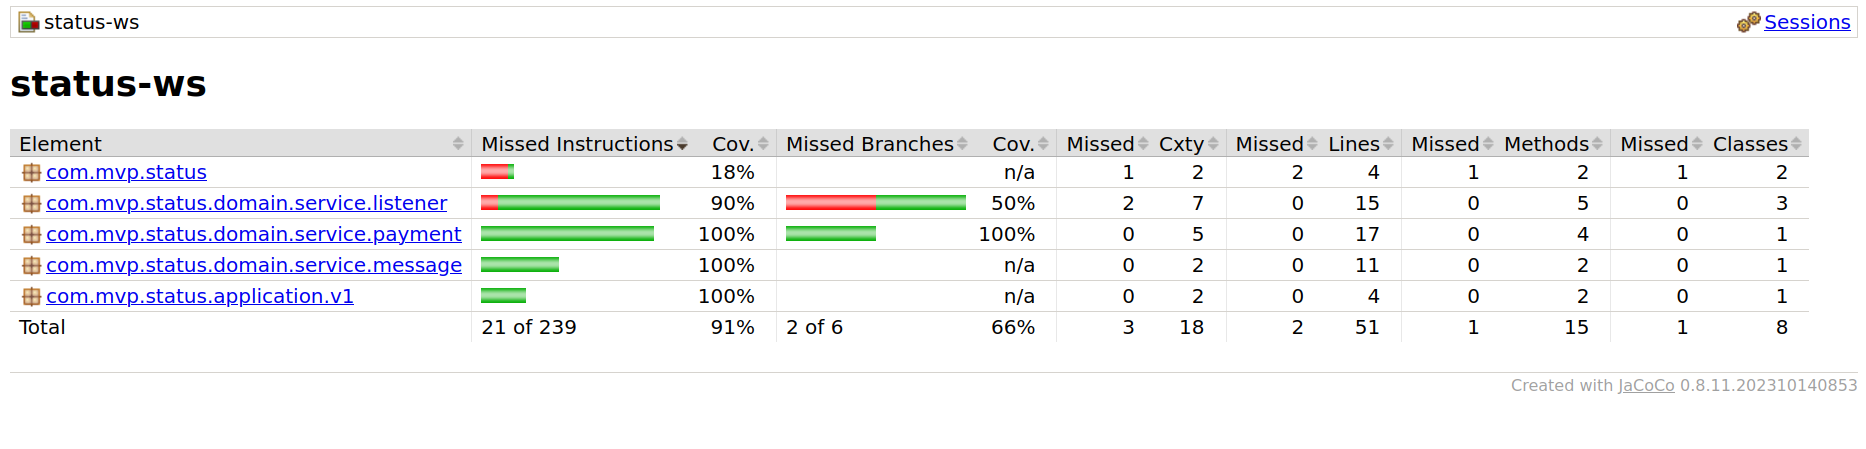 status-ws Sessions
status-ws
Element Missed Instructions Cov. Missed Branches Cov. Missed Cxty Missed Lines Missed Methods Missed Classes
com.mvp.status 18% n/a 1 2 2 4 1 2 1 2
com.mvp.status.domain.service.listener 90% 50% 2 7 0 15 0 5 0 3
com.mvp.status.domain.service.payment 100% 100% 0 5 0 17 0 4 0 1
com.mvp.status.domain.service.message 100% n/a 0 2 0 11 0 2 0 1
com.mvp.status.application.v1 100% n/a 0 2 0 4 0 2 0 1
Total 21 of 239 91% 2 of 6 66% 3 18 2 51 1 15 1 8
Created with JaCoCo 0.8.11.202310140853